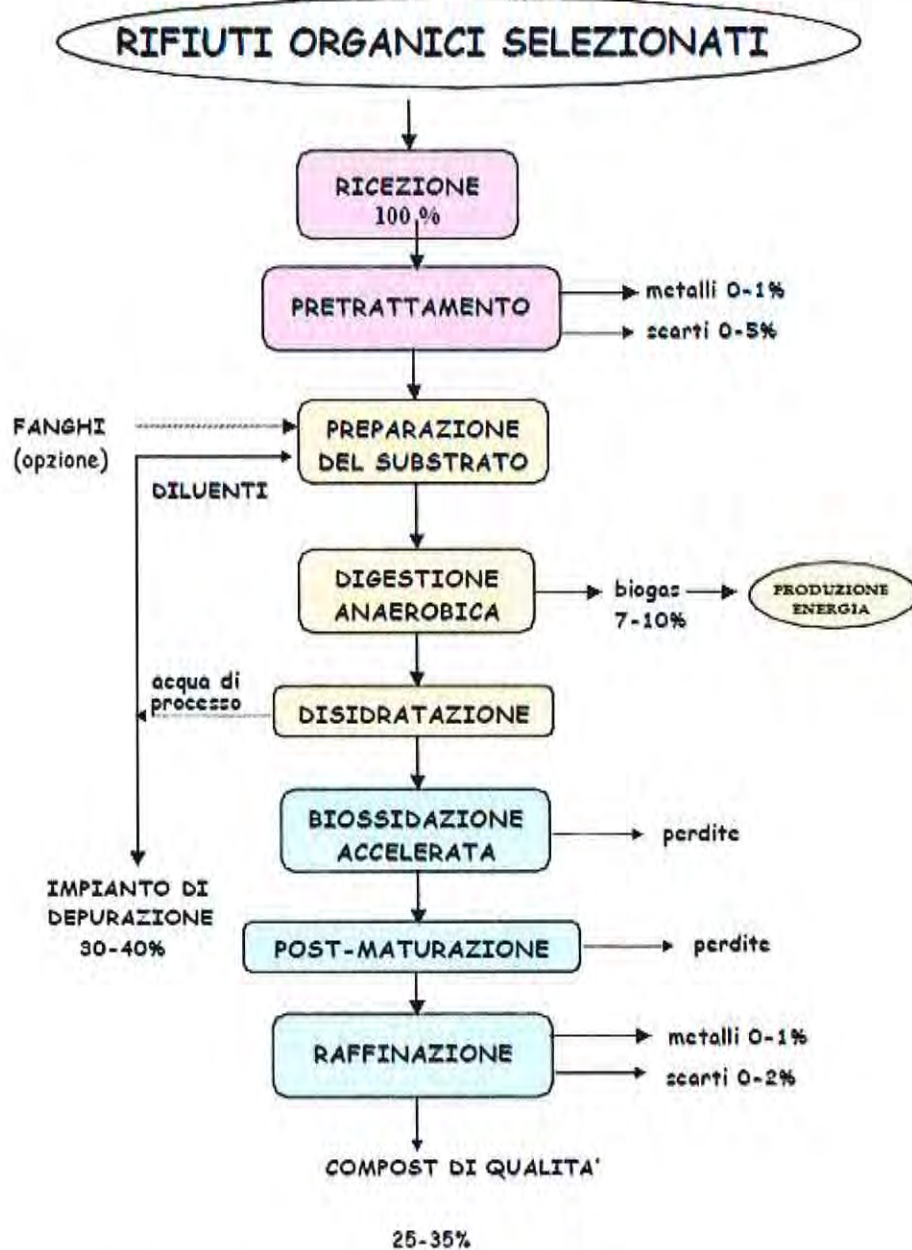 RIFIUTI ORGANICI SELEZIONATI
RICEZIONE
100 %
PRETRATTAMENTO
metalli 0-1%
scarti 0-5%
FANGHI
(opzione)
PREPARAZIONE
DEL SUBSTRATO
DILUENTI
DIGESTIONE
ANAEROBICA
biogas
7-10%
PRODUZIONE
ENERGIA
acqua di
processo
DISIDRATAZIONE
BIOSSIDAZIONE
ACCELERATA
perdite
IMPIANTO DI
DEPURAZIONE
30-40%
POST-MATURAZIONE
perdite
RAFFINAZIONE
metalli 0-1%
scarti 0-2%
COMPOST DI QUALITA'
25-35%